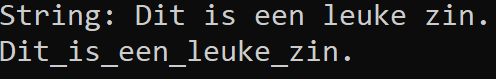 String: Dit is een leuke zin.
Dit_is_een_leuke_zin.